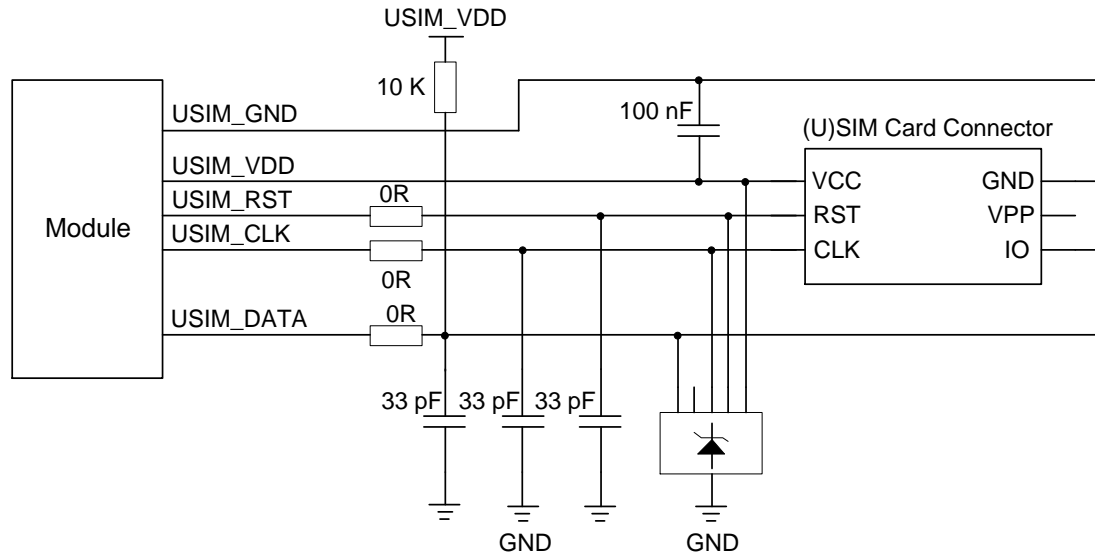 USIM_VDD
10 K
USIM_GND
100 nF
(U)SIM Card Connector
USIM_VDD
VCC
GND
USIM_RST
0R
RST
VPP
Module
USIM_CLK
CLK
IO
0R
USIM_DATA
0R
33 pF
33 pF
33 pF
GND
GND